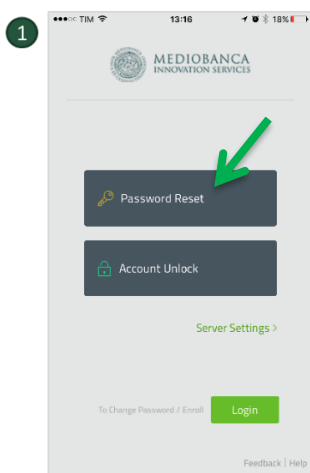 1
TIM 13:16 18%
MEDIOBANCA
INNOVATION SERVICES
Password Reset
Account Unlock
Server Settings >
To Change Password / Enroll Login
Feedback | Help